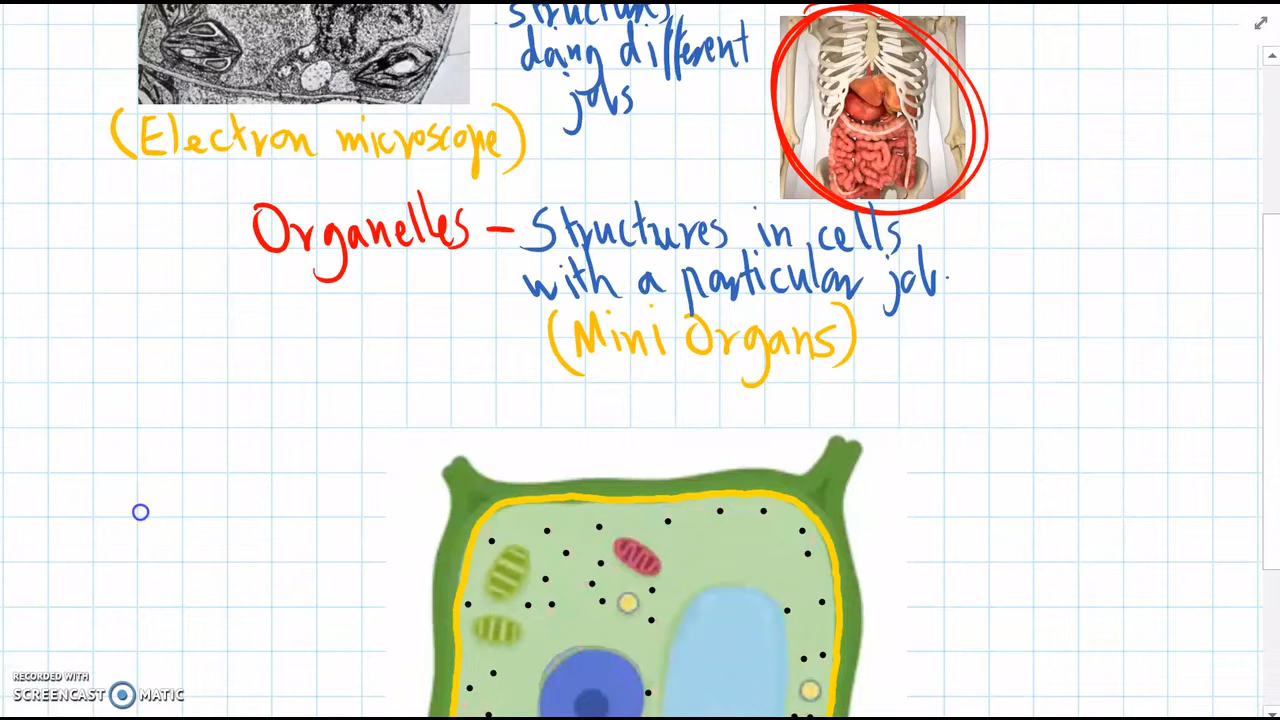 structures
doing different
jobs
(Electron microscope)
Organelles – Structures in cells
with a particular job.
(Mini Organs)
RECORDED WITH
SCREENCAST MATIC